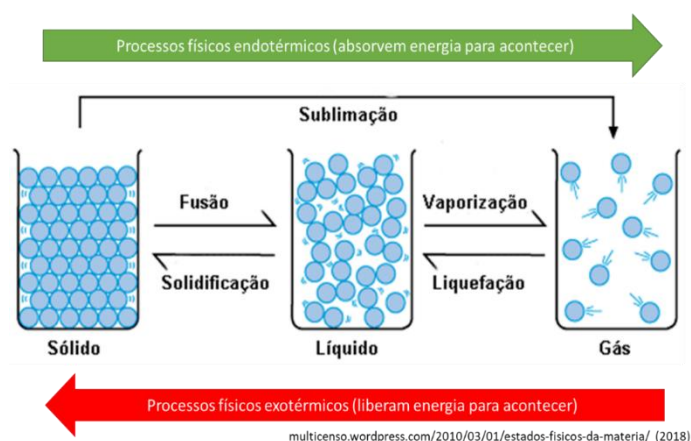 Processos físicos endotérmicos (absorvem energia para acontecer)
Sublimação
Fusão
Vaporização
Solidificação
Liquefação
Sólido
Líquido
Gás
Processos físicos exotérmicos (liberam energia para acontecer)
multicenso.wordpress.com/2010/03/01/estados-fisicos-da-materia/ (2018)